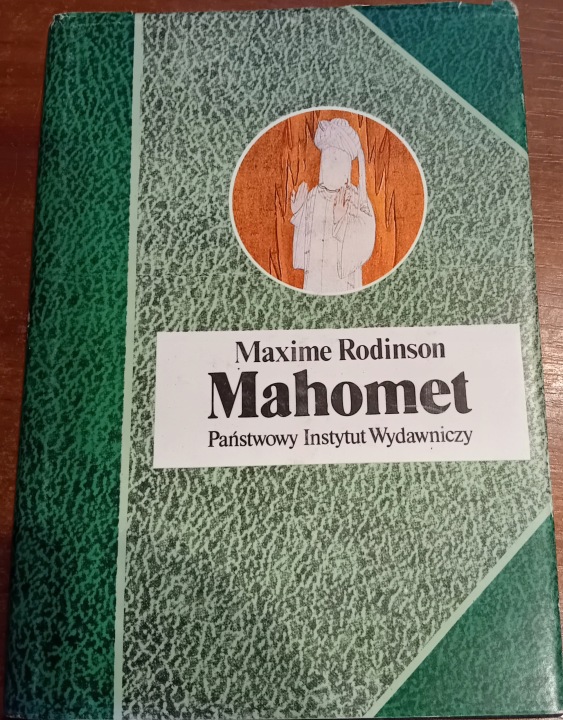 Maxime Rodinson
Mahomet
Państwowy Instytut Wydawniczy